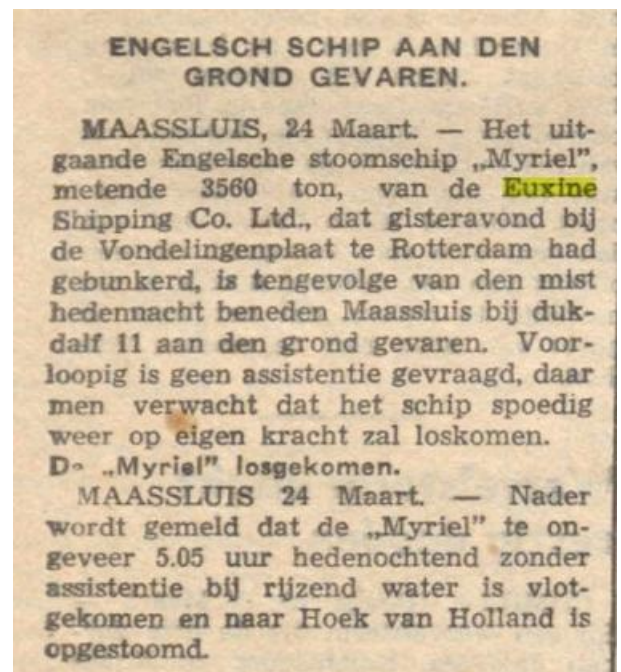 ENGELSCH SCHIP AAN DEN
GROND GEVAREN.
MAASSLUIS, 24 Maart. — Het uit-
gaande Engelsche stoomschip „Myriel”,
metende 3560 ton, van de Euxine
Shipping Co. Ltd., dat gisteravond bij
de Vondelingenplaat te Rotterdam had
gebunkerd, is tengevolge van den mist
hedennacht beneden Maassluis bij duk-
dalf 11 aan den grond gevaren. Voor-
loopig is geen assistentie gevraagd, daar
men verwacht dat het schip spoedig
weer op eigen kracht zal loskomen.
De „Myriel” losgekomen.
MAASSLUIS 24 Maart. — Nader
wordt gemeld dat de „Myriel” te on-
geveer 5.05 uur hedenochtend zonder
assistentie bij rijzend water is vlot-
gekomen en naar Hoek van Holland is
opgestoomd.